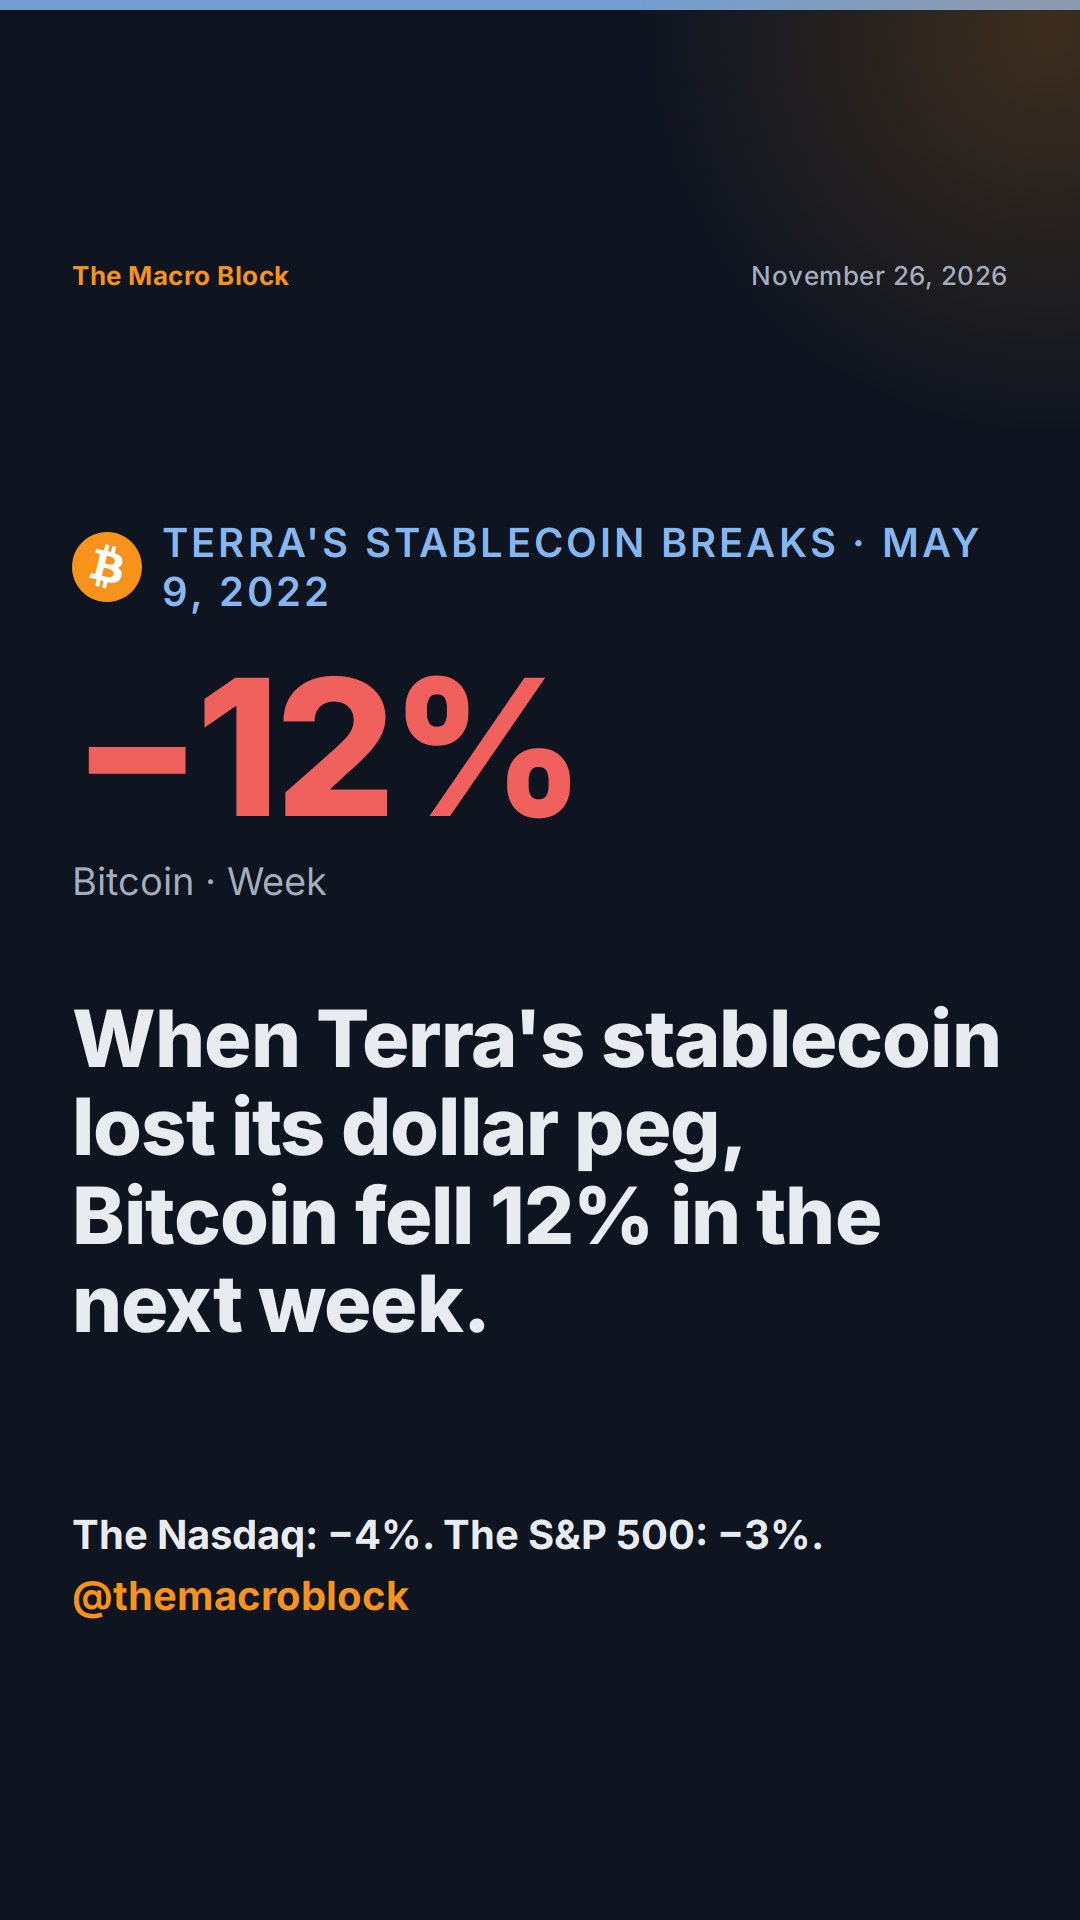 The Macro Block
November 26, 2026
TERRA'S STABLECOIN BREAKS · MAY
9, 2022
−12%
Bitcoin · Week
When Terra's stablecoin
lost its dollar peg,
Bitcoin fell 12% in the
next week.
The Nasdaq: −4%. The S&P 500: −3%.
@themacroblock